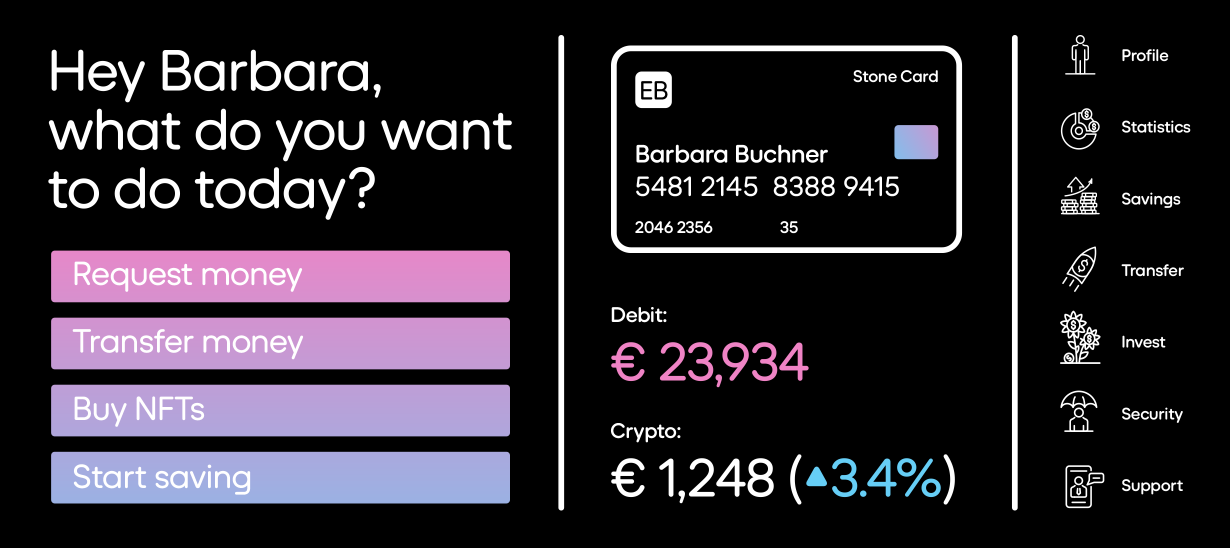 Hey Barbara,
what do you want
to do today?
Request money
Transfer money
Buy NFTs
Start saving
EB
Stone Card
Barbara Buchner
5481 2145 8388 9415
2046 2356 35
Debit:
€ 23,934
Crypto:
€ 1,248 (▲3.4%)
Profile
Statistics
Savings
Transfer
Invest
Security
Support